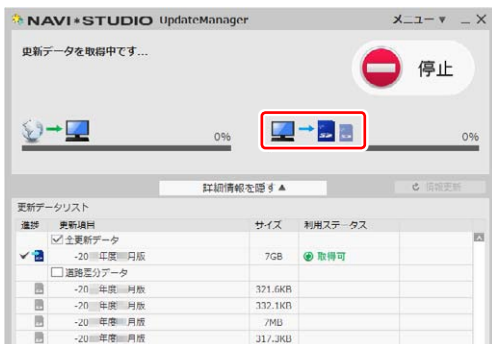 NAVI*STUDIO UpdateManager メニュー ▼ _ X
更新データを取得中です...
停止
0% 0%
詳細情報を隠す▲ 情報更新
更新データリスト
進捗 更新項目 サイズ 利用ステータス
全更新データ
-20 年度 月版 7GB 取得可
道路差分データ
-20 年度 月版 321.6KB
-20 年度 月版 332.1KB
-20 年度 月版 7MB
-20 年度 月版 317.3KB